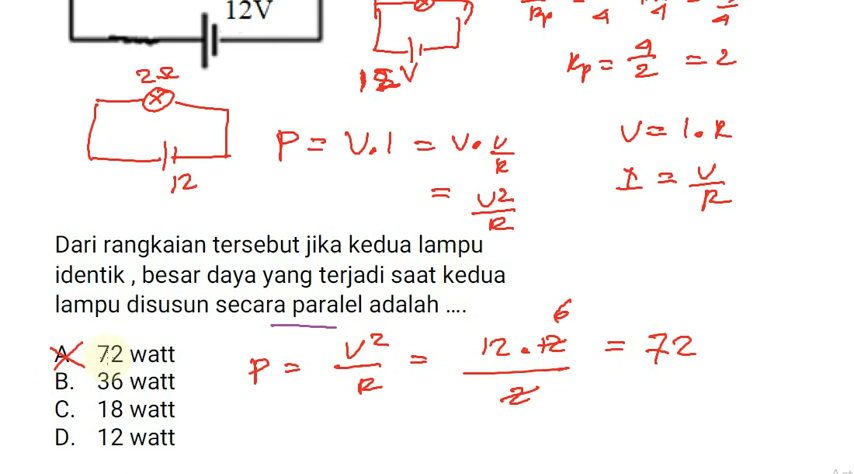 12V
12 V
Kp = 4/2 = 2
2Ω
12
P = V.I = V. V/R
= V²/R
V = I . R
I = V/R
Dari rangkaian tersebut jika kedua lampu
identik , besar daya yang terjadi saat kedua
lampu disusun secara paralel adalah ....
A. 72 watt
B. 36 watt
C. 18 watt
D. 12 watt
P = V²/R = 12 . 12 6 / 2 = 72